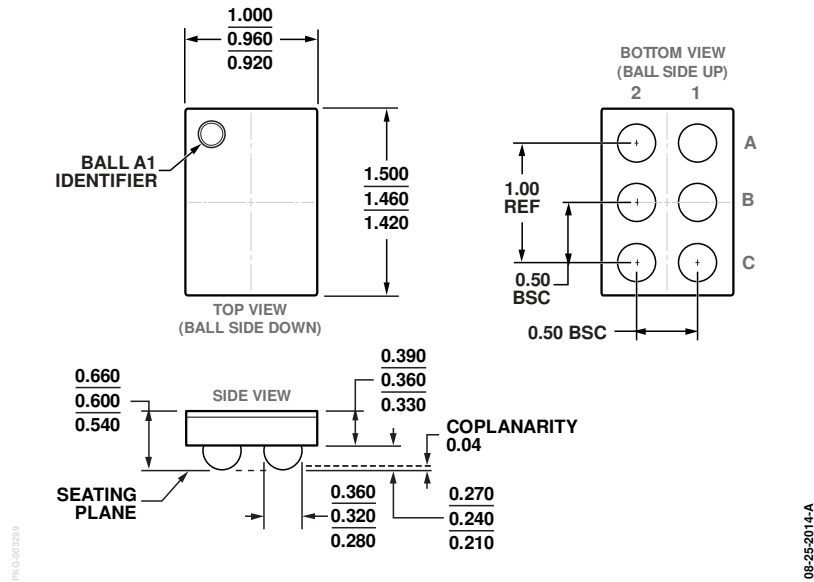 1.000
0.960
0.920
BALL A1
IDENTIFIER
1.500
1.460
1.420
TOP VIEW
(BALL SIDE DOWN)
BOTTOM VIEW
(BALL SIDE UP)
2 1
A
B
C
1.00
REF
0.50
BSC
0.50 BSC
0.660
0.600
0.540
SIDE VIEW
0.390
0.360
0.330
COPLANARITY
0.04
SEATING
PLANE
0.360
0.320
0.280
0.270
0.240
0.210
PKG-003299
08-25-2014-A